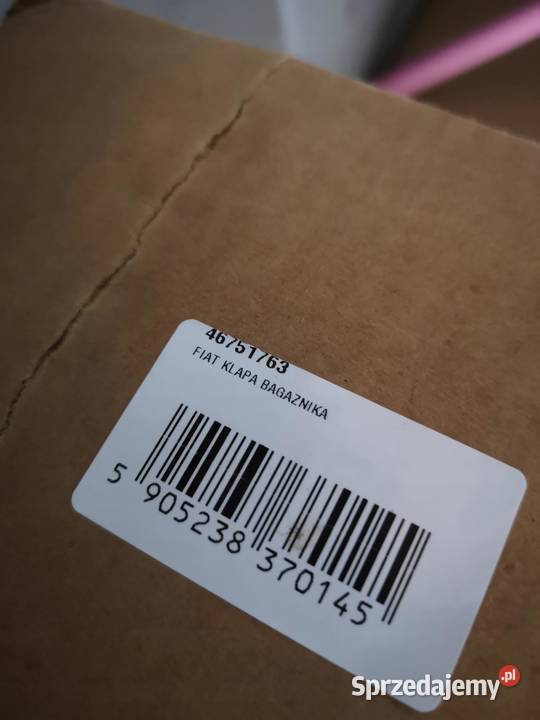 46751763
FIAT KLAPA BAGAZNIKA
5 905238 370145
Sprzedajemy.pl